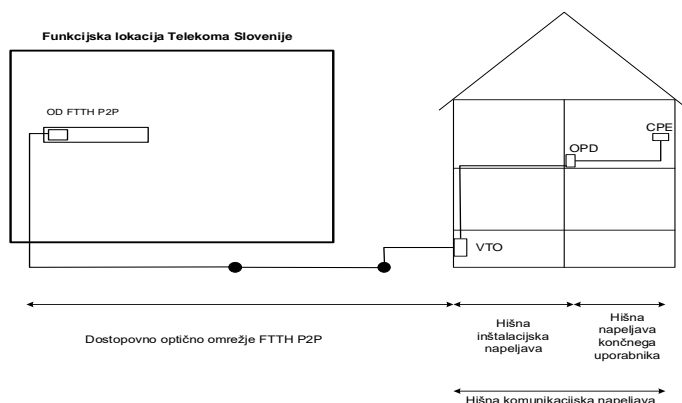 Funkcijska lokacija Telekoma Slovenije
OD FTTH P2P
CPE
OPD
VTO
Dostopovno optično omrežje FTTH P2P
Hišna
inštalacijska
napeljava
Hišna
napeljava
končnega
uporabnika
Hišna komunikacijska napeljava